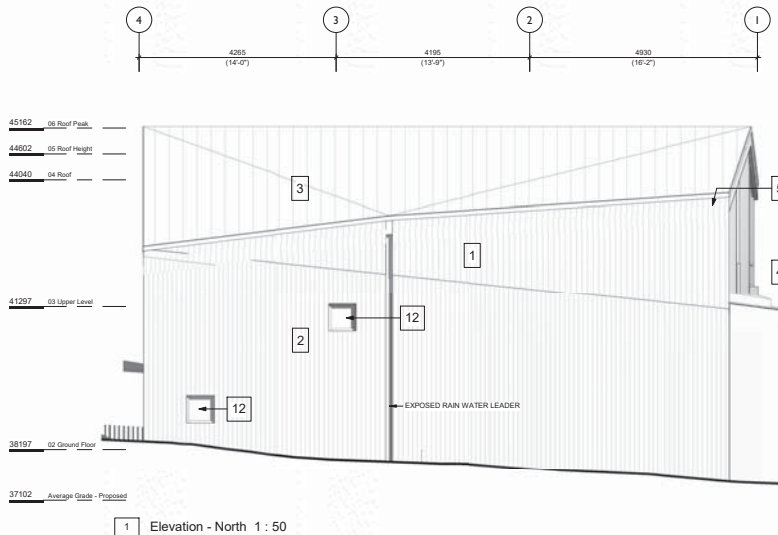 4 3 2 1
4265 4195 4930
(14'-0") (13'-9") (16'-2")
45162 06 Roof Peak
44602 05 Roof Height
44040 04 Roof
3
5
1
4
41297 03 Upper Level
12
2
12
EXPOSED RAIN WATER LEADER
38197 02 Ground Floor
37102 Average Grade - Proposed
1 Elevation - North 1 : 50